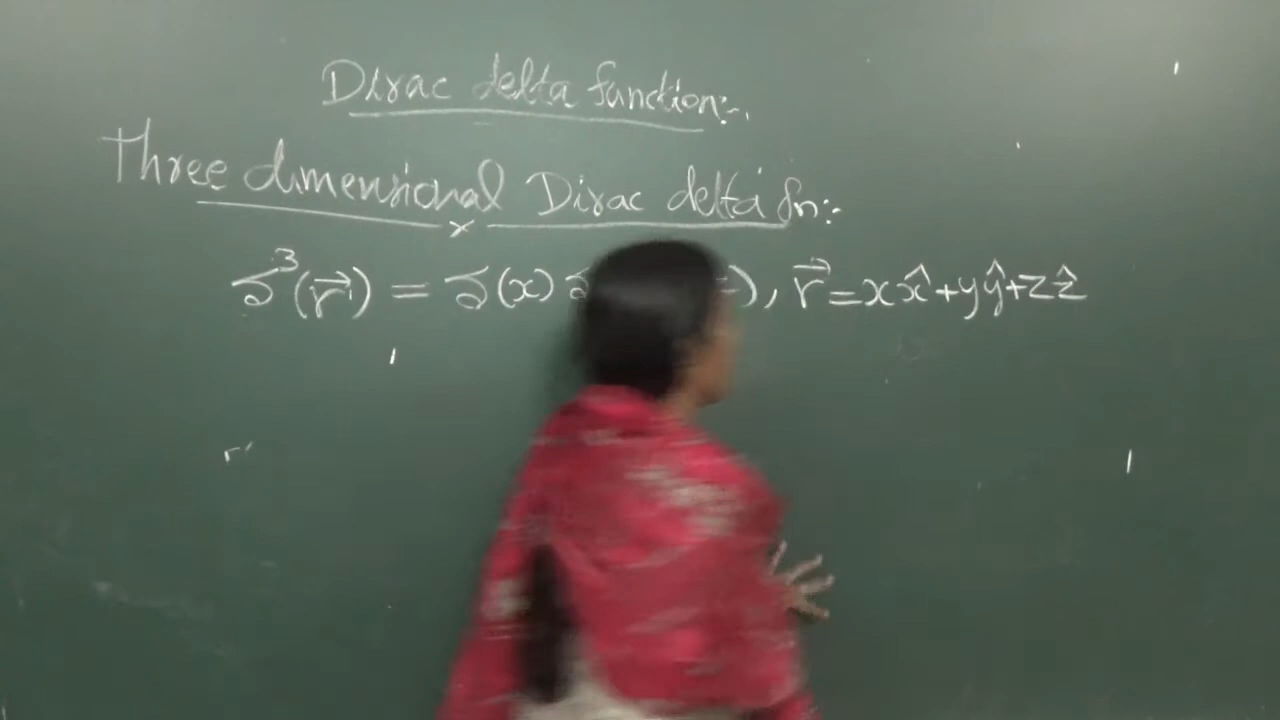 Dirac delta function:-
Three dimensional Dirac delta fn:-
δ³(r⃗) = δ(x) δ ), r⃗ = xx̂+yŷ+zẑ